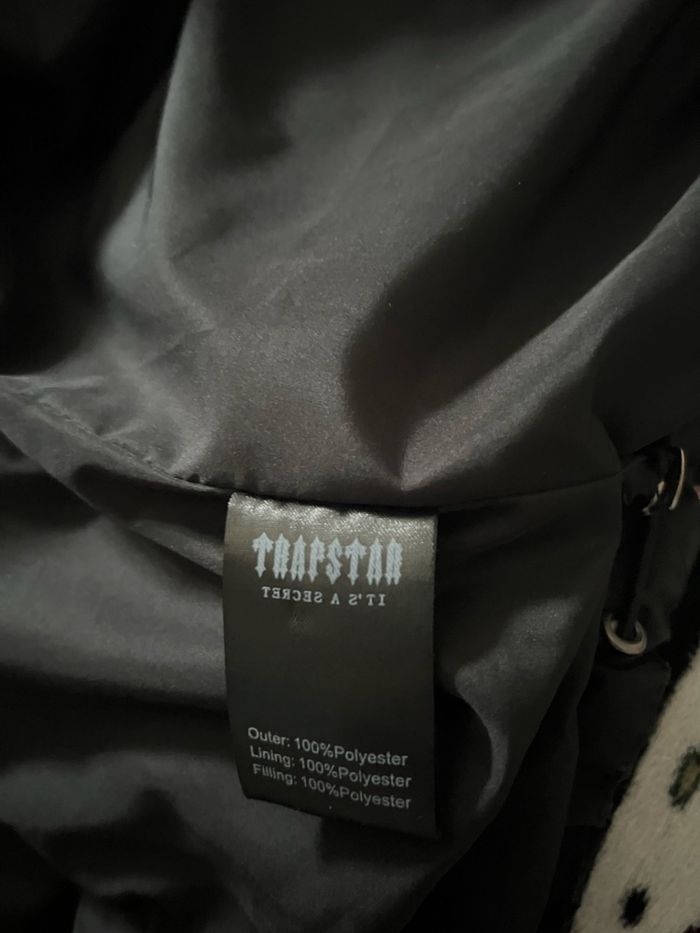 TRAPSTAR
IT'S A SECRET
Outer: 100%Polyester
Lining: 100%Polyester
Filling: 100%Polyester